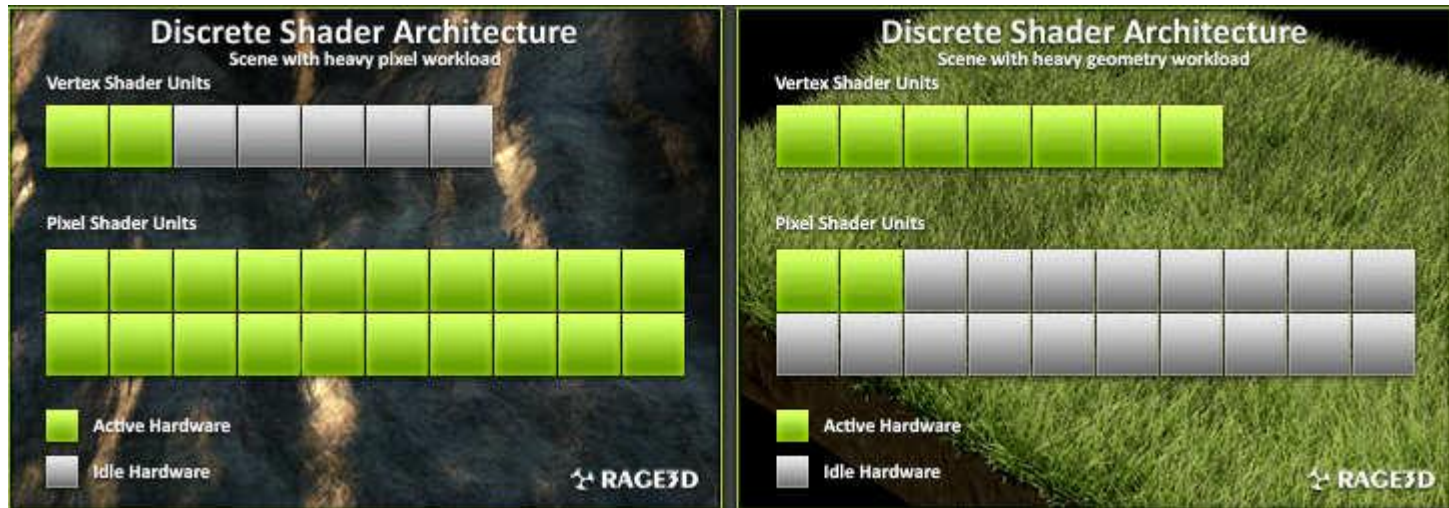 Discrete Shader Architecture
Scene with heavy pixel workload
Vertex Shader Units
Pixel Shader Units
Active Hardware
Idle Hardware
RAGE3D
Discrete Shader Architecture
Scene with heavy geometry workload
Vertex Shader Units
Pixel Shader Units
Active Hardware
Idle Hardware
RAGE3D